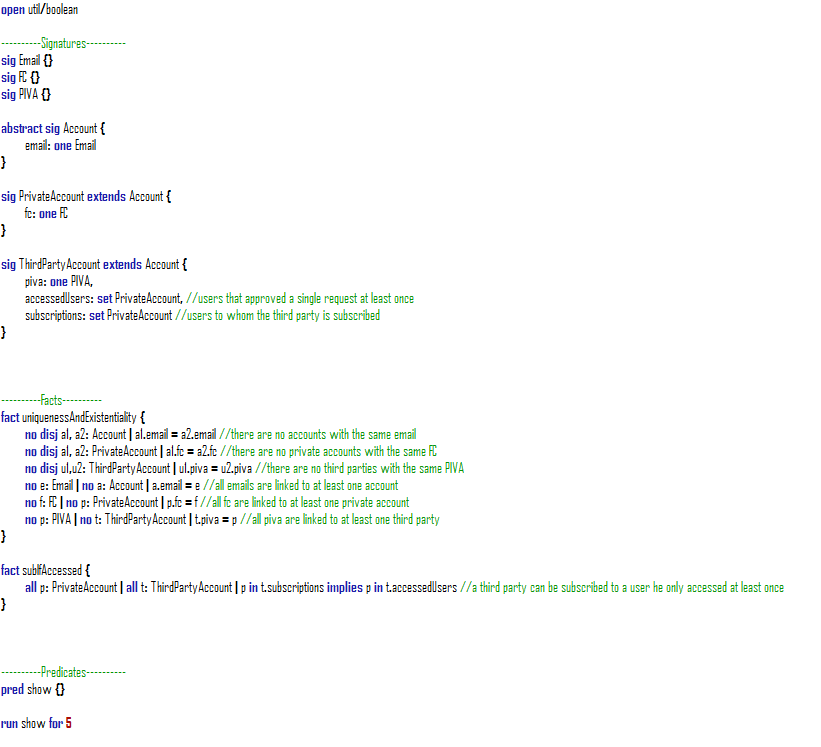 open util/boolean
----------Signatures----------
sig Email {}
sig FC {}
sig PIVA {}
abstract sig Account {
email: one Email
}
sig PrivateAccount extends Account {
fc: one FC
}
sig ThirdPartyAccount extends Account {
piva: one PIVA,
accessedUsers: set PrivateAccount, //users that approved a single request at least once
subscriptions: set PrivateAccount //users to whom the third party is subscribed
}
----------Facts----------
fact uniquenessAndExistentiality {
no disj a1, a2: Account | a1.email = a2.email //there are no accounts with the same email
no disj a1, a2: PrivateAccount | a1.fc = a2.fc //there are no private accounts with the same FC
no disj u1,u2: ThirdPartyAccount | u1.piva = u2.piva //there are no third parties with the same PIVA
no e: Email | no a: Account | a.email = e //all emails are linked to at least one account
no f: FC | no p: PrivateAccount | p.fc = f //all fc are linked to at least one private account
no p: PIVA | no t: ThirdPartyAccount | t.piva = p //all piva are linked to at least one third party
}
fact subIfAccessed {
all p: PrivateAccount | all t: ThirdPartyAccount | p in t.subscriptions implies p in t.accessedUsers //a third party can be subscribed to a user he only accessed at least once
}
----------Predicates----------
pred show {}
run show for 5